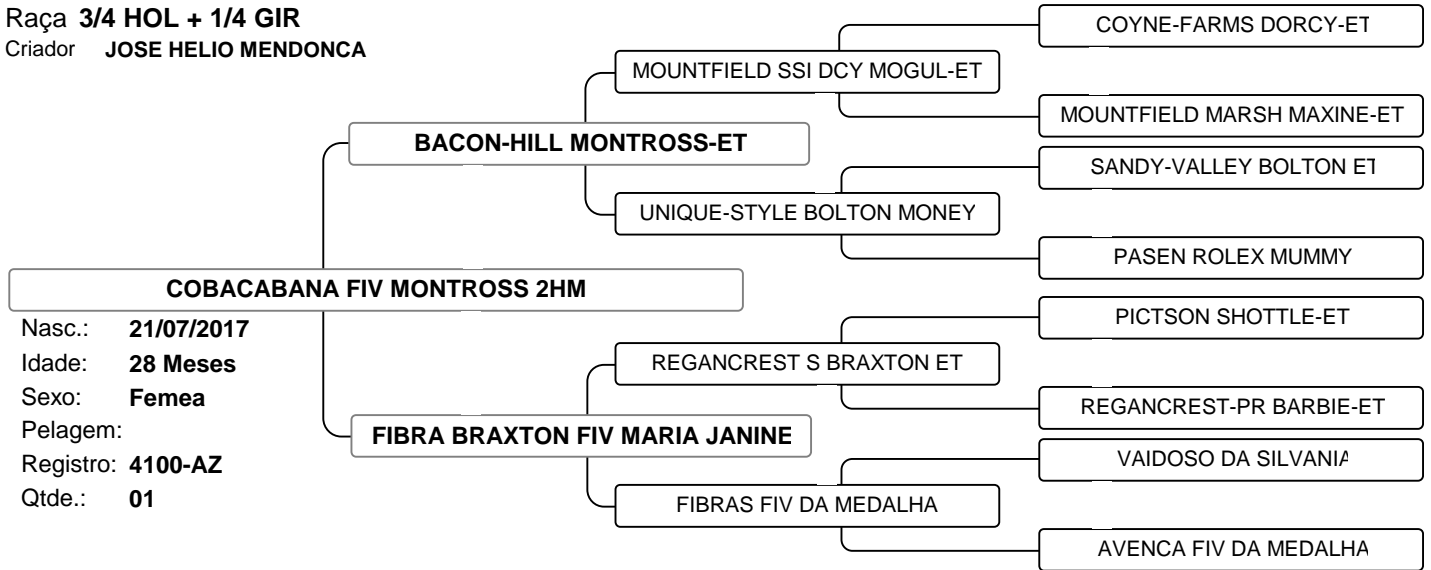 Raça 3/4 HOL + 1/4 GIR
Criador JOSE HELIO MENDONCA
COYNE-FARMS DORCY-ET
MOUNTFIELD SSI DCY MOGUL-ET
MOUNTFIELD MARSH MAXINE-ET
BACON-HILL MONTROSS-ET
SANDY-VALLEY BOLTON ET
UNIQUE-STYLE BOLTON MONEY
PASEN ROLEX MUMMY
COBACABANA FIV MONTROSS 2HM
Nasc.: 21/07/2017
Idade: 28 Meses
Sexo: Femea
Pelagem:
Registro: 4100-AZ
Qtde.: 01
PICTSON SHOTTLE-ET
REGANCREST S BRAXTON ET
REGANCREST-PR BARBIE-ET
FIBRA BRAXTON FIV MARIA JANINE
VAIDOSO DA SILVANIA
FIBRAS FIV DA MEDALHA
AVENCA FIV DA MEDALHA